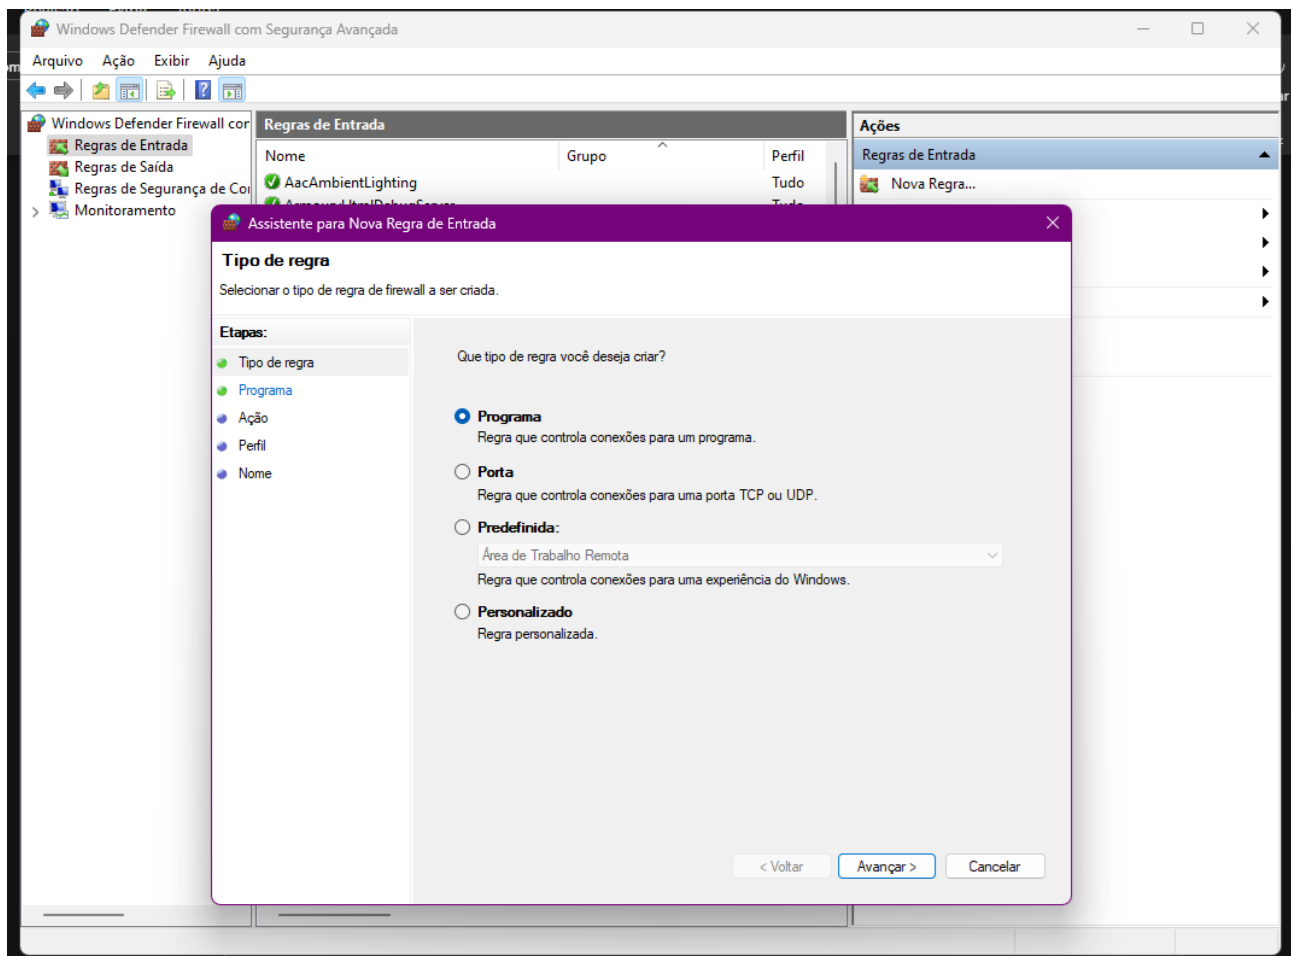 Windows Defender Firewall com Segurança Avançada
Arquivo Ação Exibir Ajuda
Windows Defender Firewall cor
Regras de Entrada
Regras de Saída
Regras de Segurança de Co
Monitoramento
Regras de Entrada
Nome Grupo Perfil
AacAmbientLighting Tudo
Ações
Regras de Entrada
Nova Regra...
Assistente para Nova Regra de Entrada
Tipo de regra
Selecionar o tipo de regra de firewall a ser criada.
Etapas:
Tipo de regra
Programa
Ação
Perfil
Nome
Que tipo de regra você deseja criar?
Programa
Regra que controla conexões para um programa.
Porta
Regra que controla conexões para uma porta TCP ou UDP.
Predefinida:
Área de Trabalho Remota
Regra que controla conexões para uma experiência do Windows.
Personalizado
Regra personalizada.
< Voltar Avançar > Cancelar